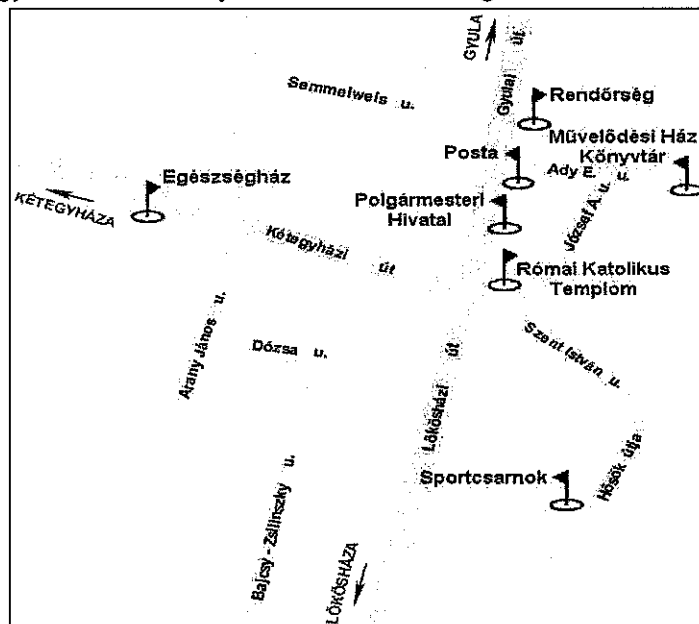 GYULA
Gyulai út
Semmelweis u.
Rendőrség
Művelődési Ház
Könyvtár
Posta
Ady E. u.
Egészségház
KÉTEGYHÁZA
Polgármesteri
Hivatal
József A. u.
Kétegyházi út
Római Katolikus
Templom
Arany János u.
Dózsa u.
Szent István u.
Lőkösházi út
Sportcsarnok
Hősök útja
Bajcsy - Zsilinszky u.
LŐKÖSHÁZA